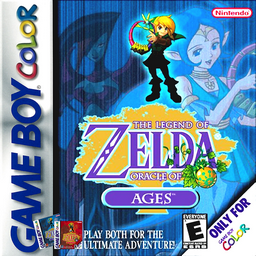 Nintendo
GAME BOY COLOR
THE LEGEND OF
ZELDA
ORACLE OF
AGES
PLAY BOTH FOR THE
ULTIMATE ADVENTURE!
EVERYONE
E
ESRB
ONLY FOR
GAME BOY
COLOR